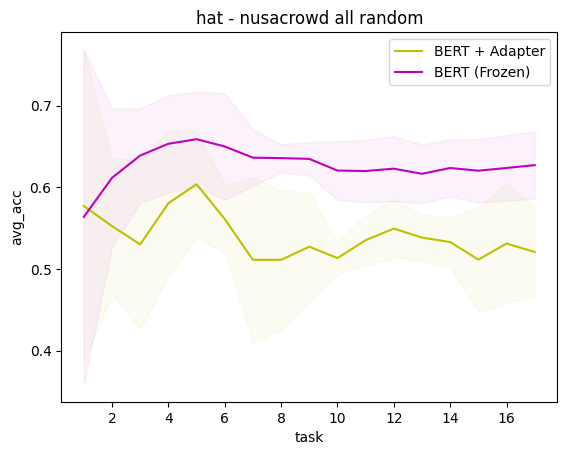 hat - nusacrowd all random
BERT + Adapter
BERT (Frozen)
0.7
0.6
0.5
0.4
avg_acc
2 4 6 8 10 12 14 16
task